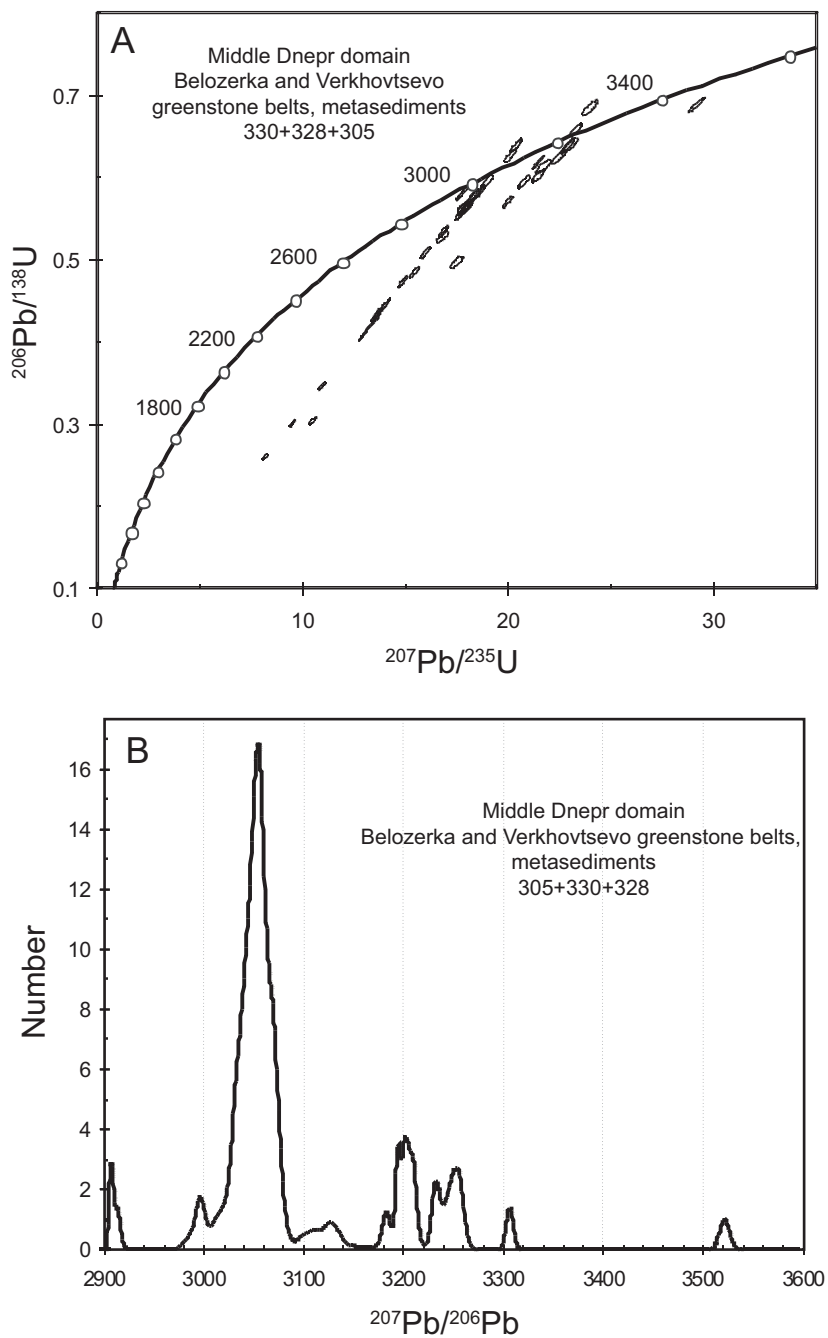 A
Middle Dnepr domain
Belozerka and Verkhovtsevo
greenstone belts, metasediments
330+328+305
3400
3000
2600
2200
1800
0.7
0.5
0.3
0.1
0 10 20 30
206Pb/138U
207Pb/235U
B
Middle Dnepr domain
Belozerka and Verkhovtsevo greenstone belts,
metasediments
305+330+328
16
14
12
10
8
6
4
2
0
2900 3000 3100 3200 3300 3400 3500 3600
Number
207Pb/206Pb